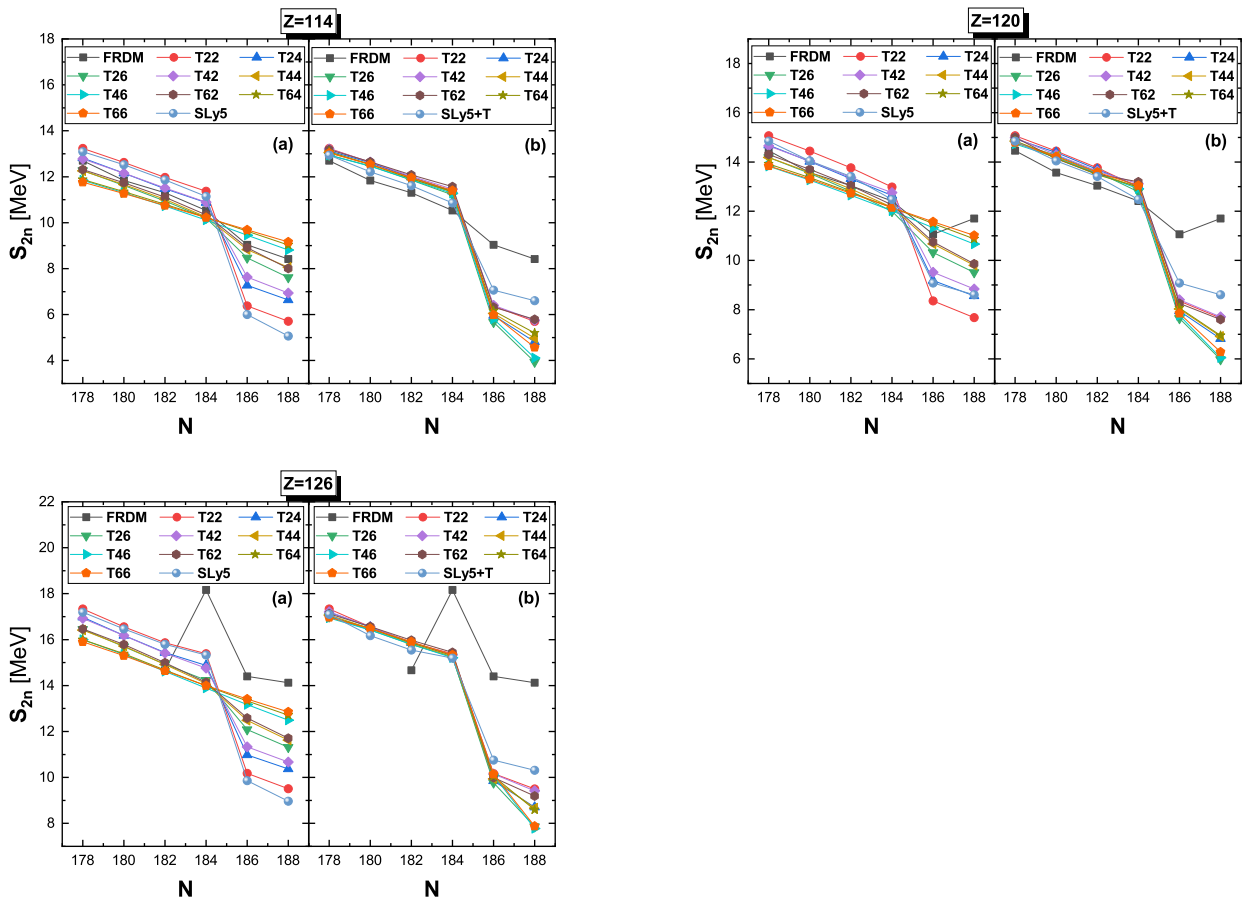 Z=114
18
16
14
12
10
8
6
4
S2n [MeV]
FRDM T22 T24
T26 T42 T44
T46 T62 T64
T66 SLy5
(a)
FRDM T22 T24
T26 T42 T44
T46 T62 T64
T66 SLy5+T
(b)
178 180 182 184 186 188
178 180 182 184 186 188
N
N
Z=120
18
16
14
12
10
8
6
S2n [MeV]
FRDM T22 T24
T26 T42 T44
T46 T62 T64
T66 SLy5
(a)
FRDM T22 T24
T26 T42 T44
T46 T62 T64
T66 SLy5+T
(b)
178 180 182 184 186 188
178 180 182 184 186 188
N
N
Z=126
22
20
18
16
14
12
10
8
S2n [MeV]
FRDM T22 T24
T26 T42 T44
T46 T62 T64
T66 SLy5
(a)
FRDM T22 T24
T26 T42 T44
T46 T62 T64
T66 SLy5+T
(b)
178 180 182 184 186 188
178 180 182 184 186 188
N
N